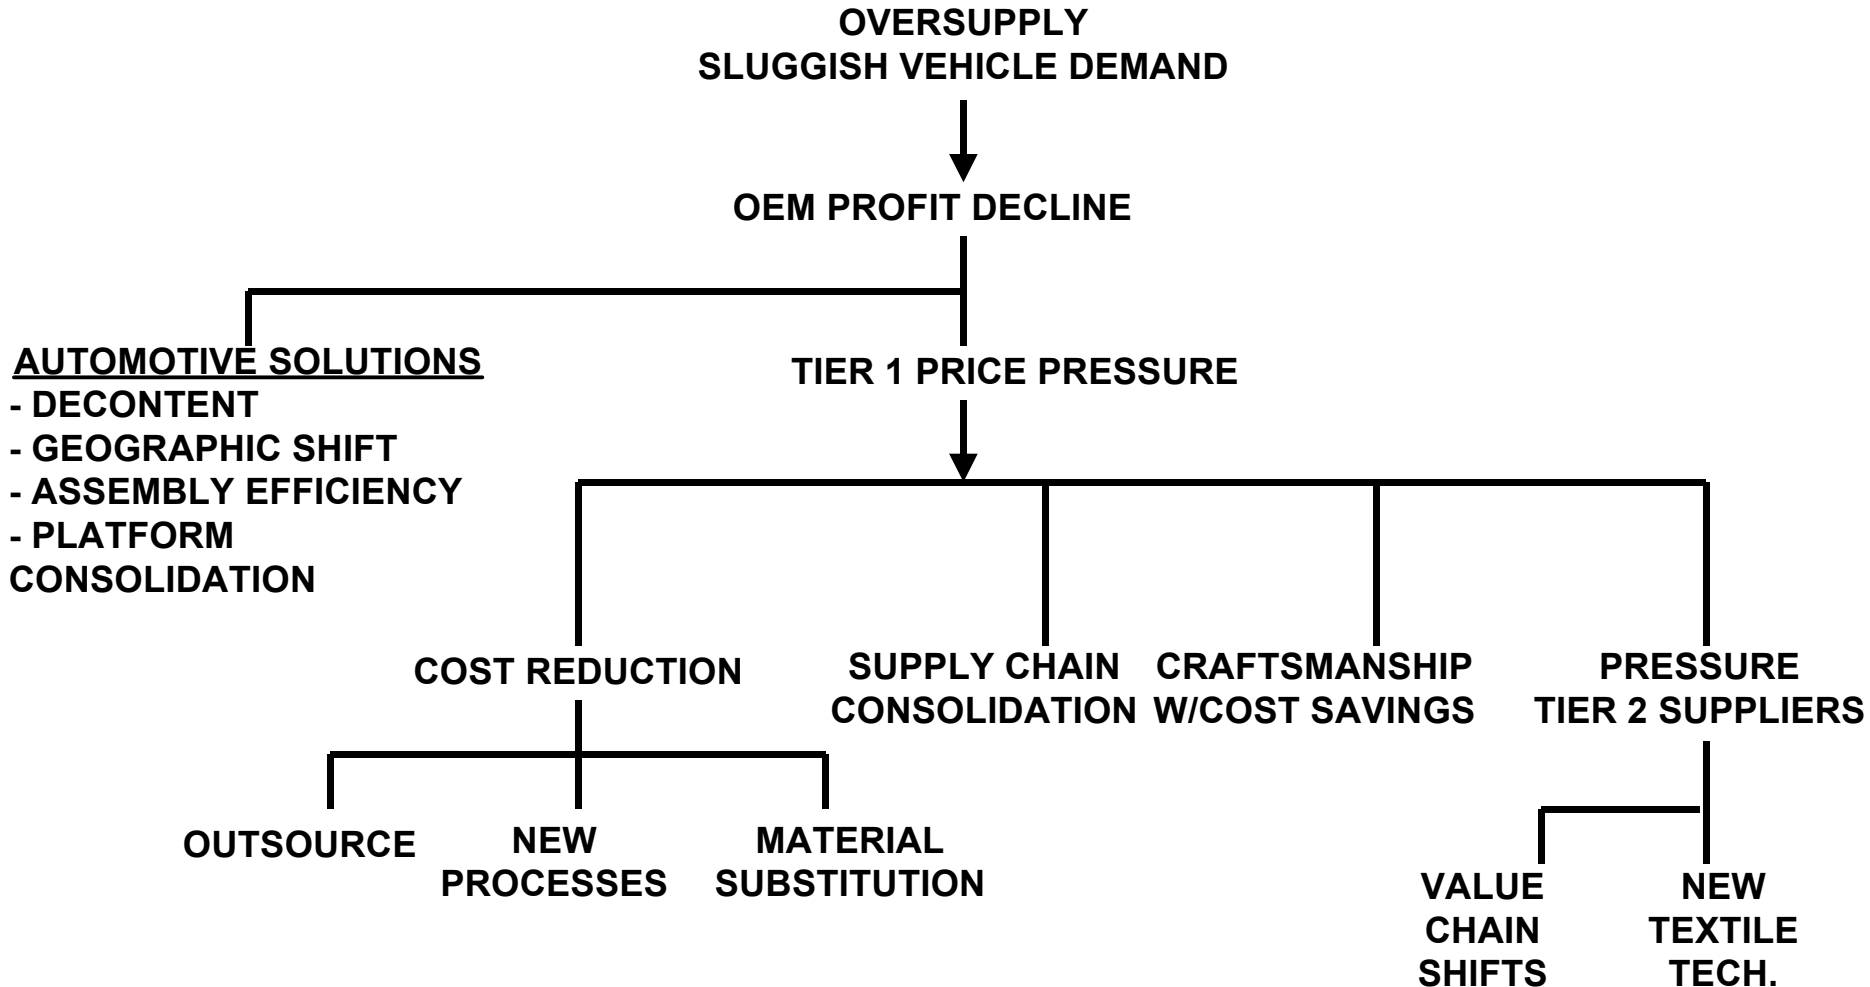 OVERSUPPLY
SLUGGISH VEHICLE DEMAND
OEM PROFIT DECLINE
AUTOMOTIVE SOLUTIONS
- DECONTENT
- GEOGRAPHIC SHIFT
- ASSEMBLY EFFICIENCY
- PLATFORM
CONSOLIDATION
TIER 1 PRICE PRESSURE
COST REDUCTION
SUPPLY CHAIN
CONSOLIDATION
CRAFTSMANSHIP
W/COST SAVINGS
PRESSURE
TIER 2 SUPPLIERS
OUTSOURCE
NEW
PROCESSES
MATERIAL
SUBSTITUTION
VALUE
CHAIN
SHIFTS
NEW
TEXTILE
TECH.